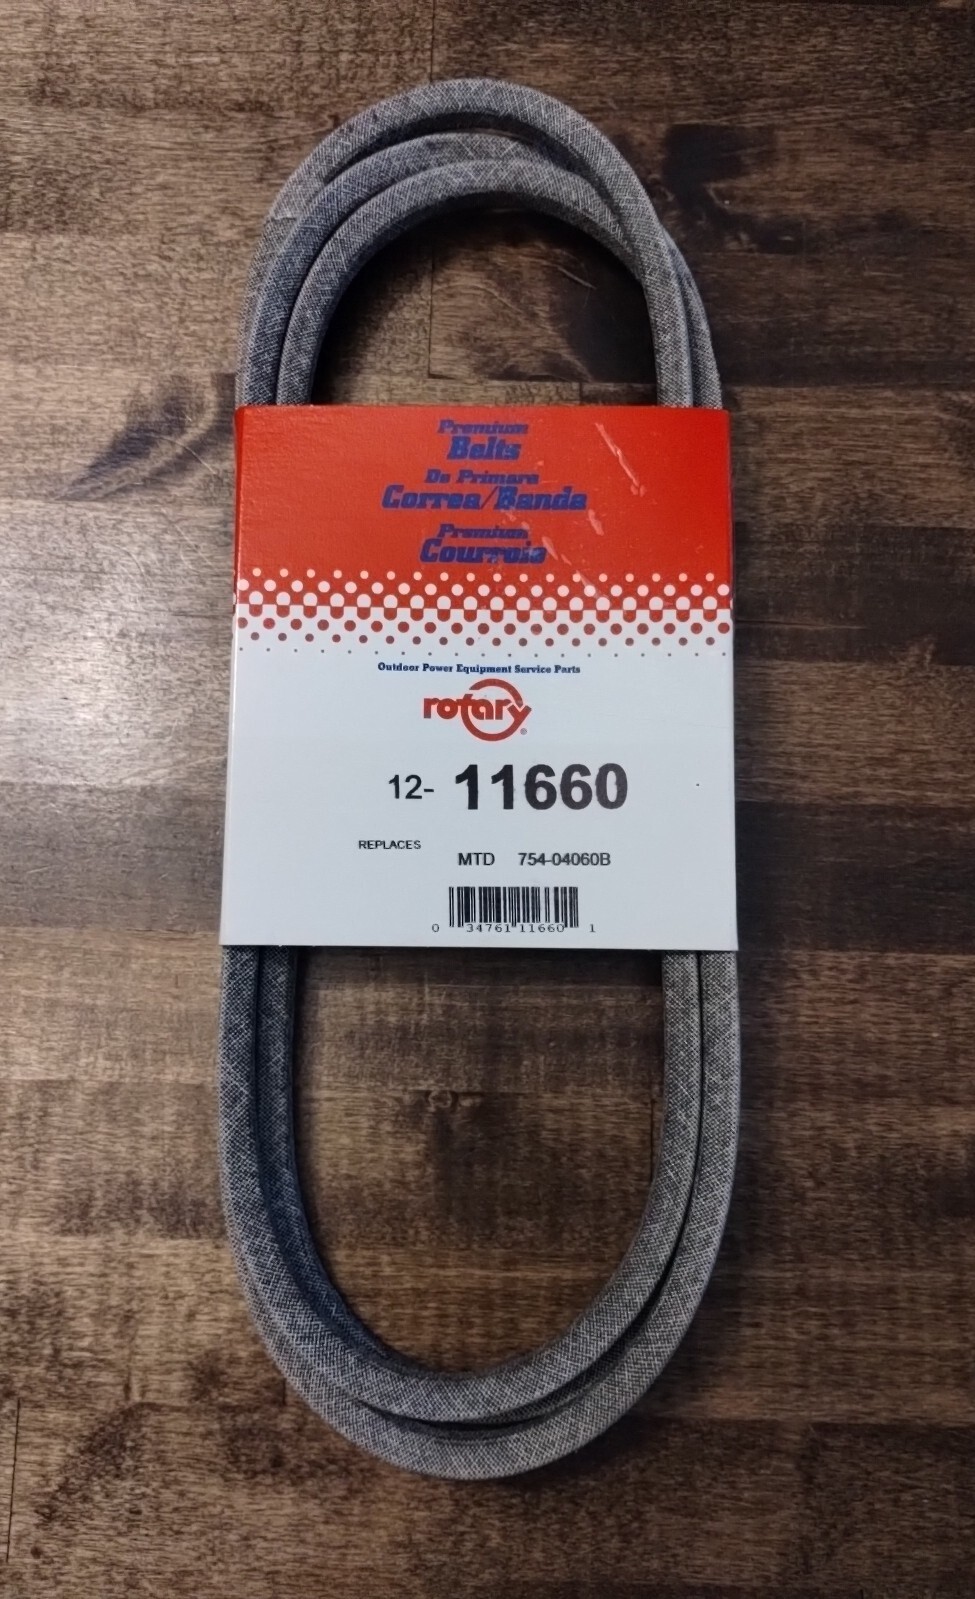 Premium
Belts
De Primera
Correa/Banda
Premium
Courroie
Outdoor Power Equipment Service Parts
rotary®
12- 11660
REPLACES
MTD 754-04060B
0 34761 11660 1